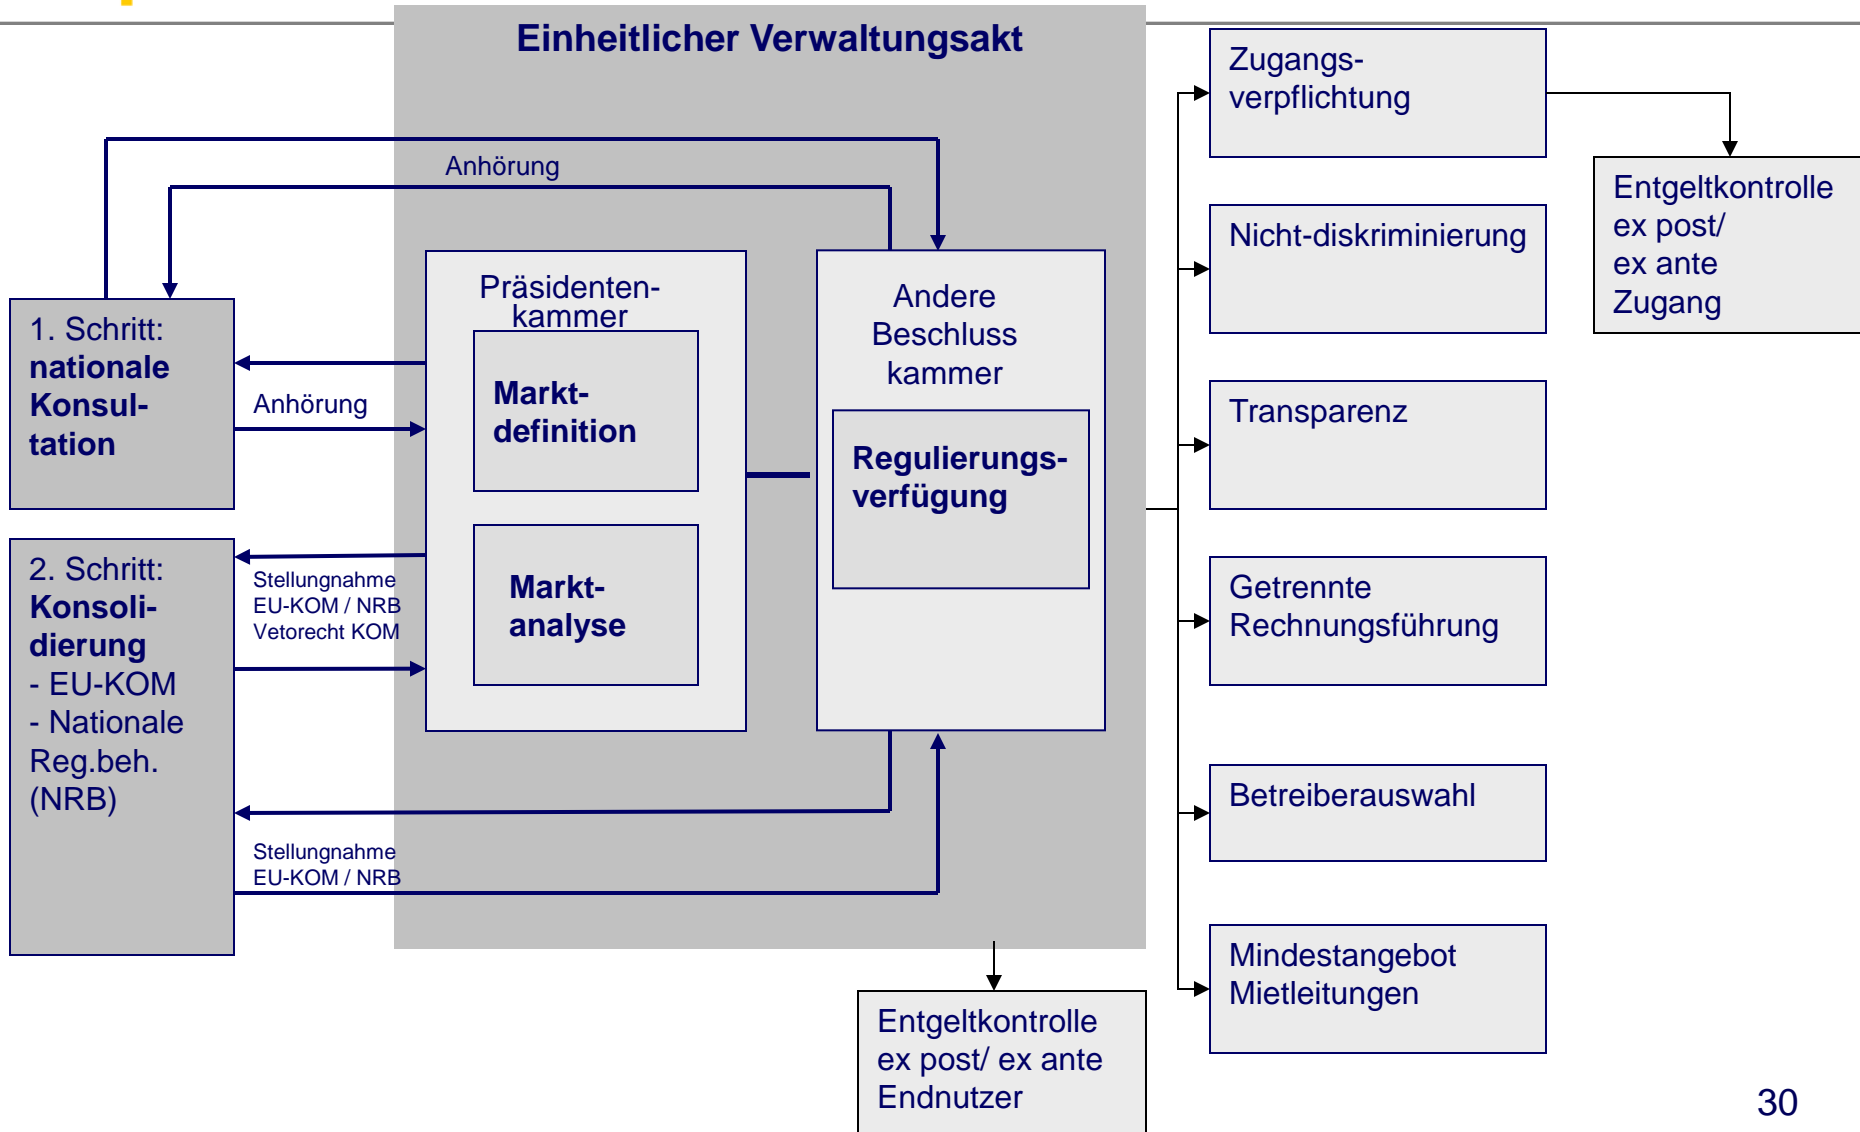 Einheitlicher Verwaltungsakt
Anhörung
1. Schritt:
nationale
Konsul-
tation
Anhörung
2. Schritt:
Konsoli-
dierung
- EU-KOM
- Nationale
Reg.beh.
(NRB)
Stellungnahme
EU-KOM / NRB
Vetorecht KOM
Stellungnahme
EU-KOM / NRB
Präsidenten-
kammer
Markt-
definition
Markt-
analyse
Andere
Beschluss
kammer
Regulierungs-
verfügung
Zugangs-
verpflichtung
Nicht-diskriminierung
Transparenz
Getrennte
Rechnungsführung
Betreiberauswahl
Mindestangebot
Mietleitungen
Entgeltkontrolle
ex post/
ex ante
Zugang
Entgeltkontrolle
ex post/ ex ante
Endnutzer
30